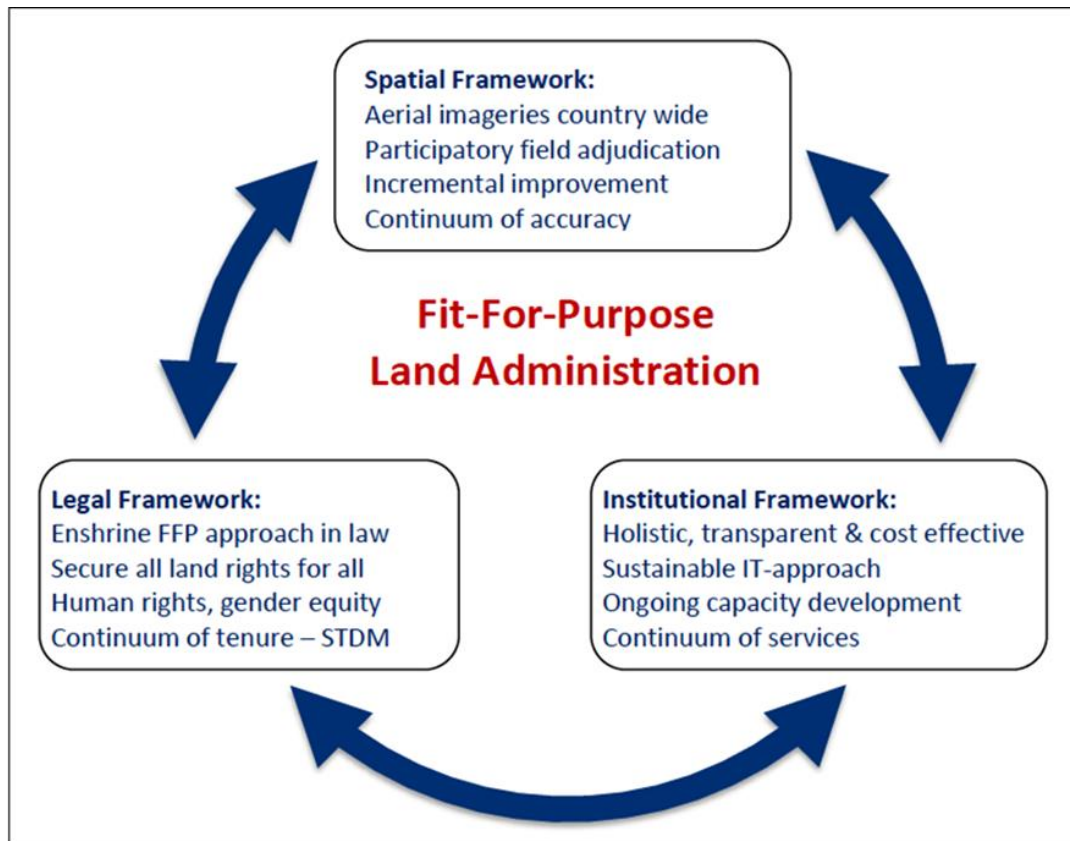 Spatial Framework:
Aerial imageries country wide
Participatory field adjudication
Incremental improvement
Continuum of accuracy
Fit-For-Purpose
Land Administration
Legal Framework:
Enshrine FFP approach in law
Secure all land rights for all
Human rights, gender equity
Continuum of tenure – STDM
Institutional Framework:
Holistic, transparent & cost effective
Sustainable IT-approach
Ongoing capacity development
Continuum of services